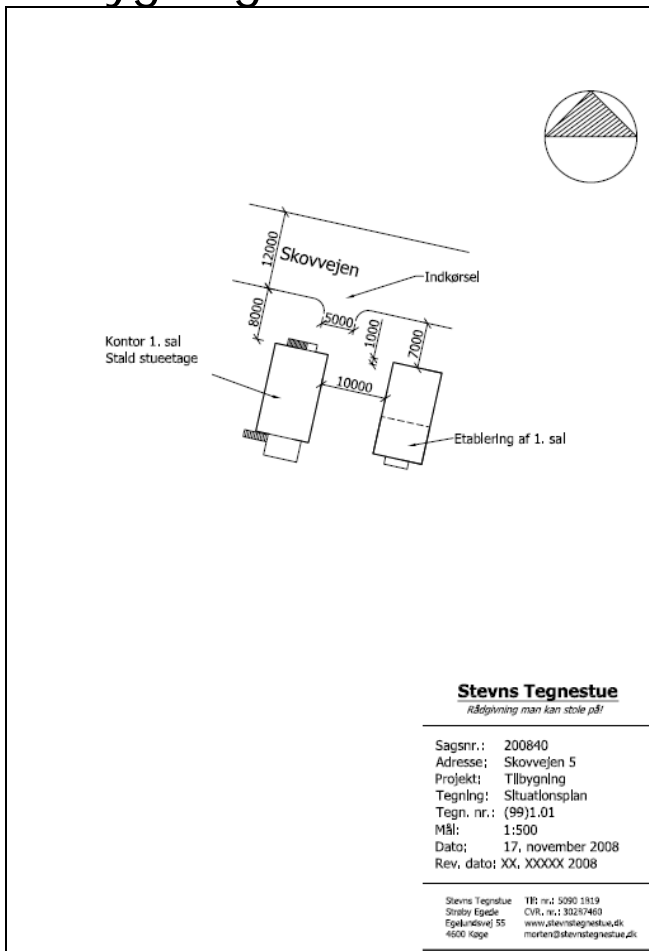 12000
Skovvejen
Indkørsel
8000
5000
1000
7000
Kontor 1. sal
Stald stueetage
10000
Etablering af 1. sal
Stevns Tegnestue
Rådgivning man kan stole på!
Sagsnr.: 200840
Adresse: Skovvejen 5
Projekt: Tilbygning
Tegning: Situationsplan
Tegn. nr.: (99)1.01
Mål: 1:500
Dato: 17. november 2008
Rev. dato: XX. XXXXX 2008
Stevns Tegnstue Tlf: nr.: 5090 1819
Strøby Egede CVR. nr.: 30287460
Egelundsvej 55 www.stevnstegnestue.dk
4600 Køge morten@stevnstegnestue.dk